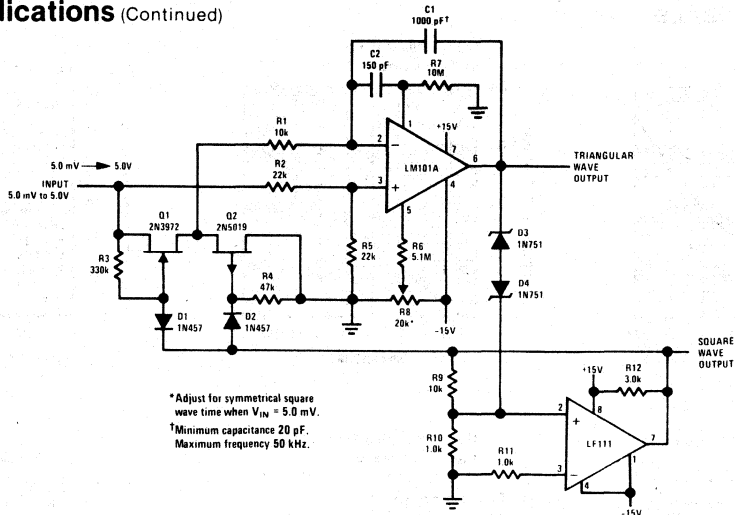 lications (Continued)
C1
1000 pF†
C2
150 pF
R7
10M
R1
10k
1
+15V
2
−
7
LM101A
6
TRIANGULAR
WAVE
OUTPUT
5.0 mV → 5.0V
INPUT
5.0 mV to 5.0V
R2
22k
3
+
4
5
Q1
2N3972
Q2
2N5019
R3
330k
R4
47k
R5
22k
R6
5.1M
R8
20k*
-15V
D3
1N751
D4
1N751
D1
1N457
D2
1N457
SQUARE
WAVE
OUTPUT
R9
10k
+15V
R12
3.0k
2
+
8
LF111
7
R10
1.0k
R11
1.0k
3
−
4
1
-15V
*Adjust for symmetrical square
wave time when VIN = 5.0 mV.
†Minimum capacitance 20 pF.
Maximum frequency 50 kHz.